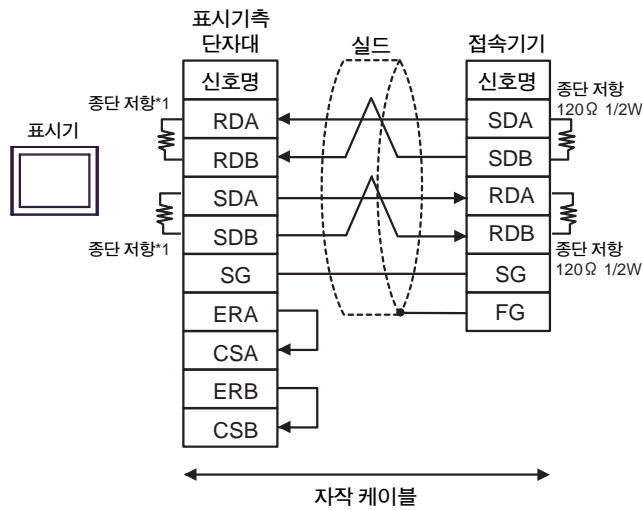 표시기측
단자대
실드
접속기기
신호명
신호명
종단 저항*1
종단 저항
120Ω 1/2W
표시기
RDA
SDA
RDB
SDB
SDA
RDA
SDB
RDB
종단 저항*1
종단 저항
120Ω 1/2W
SG
SG
ERA
FG
CSA
ERB
CSB
자작 케이블